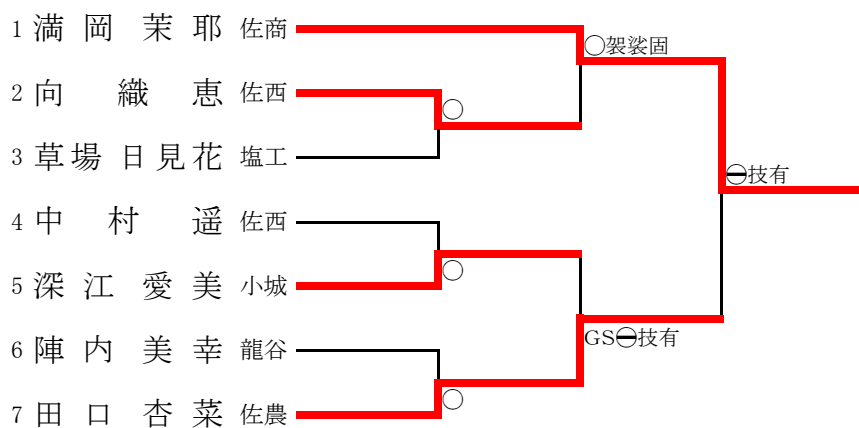 1 満岡茉耶 佐商
○袈裟固
2 向織恵 佐西
○
3 草場日見花 塩工
⊖技有
4 中村遥 佐西
5 深江愛美 小城
○
GS⊖技有
6 陣内美幸 龍谷
7 田口杏菜 佐農
○